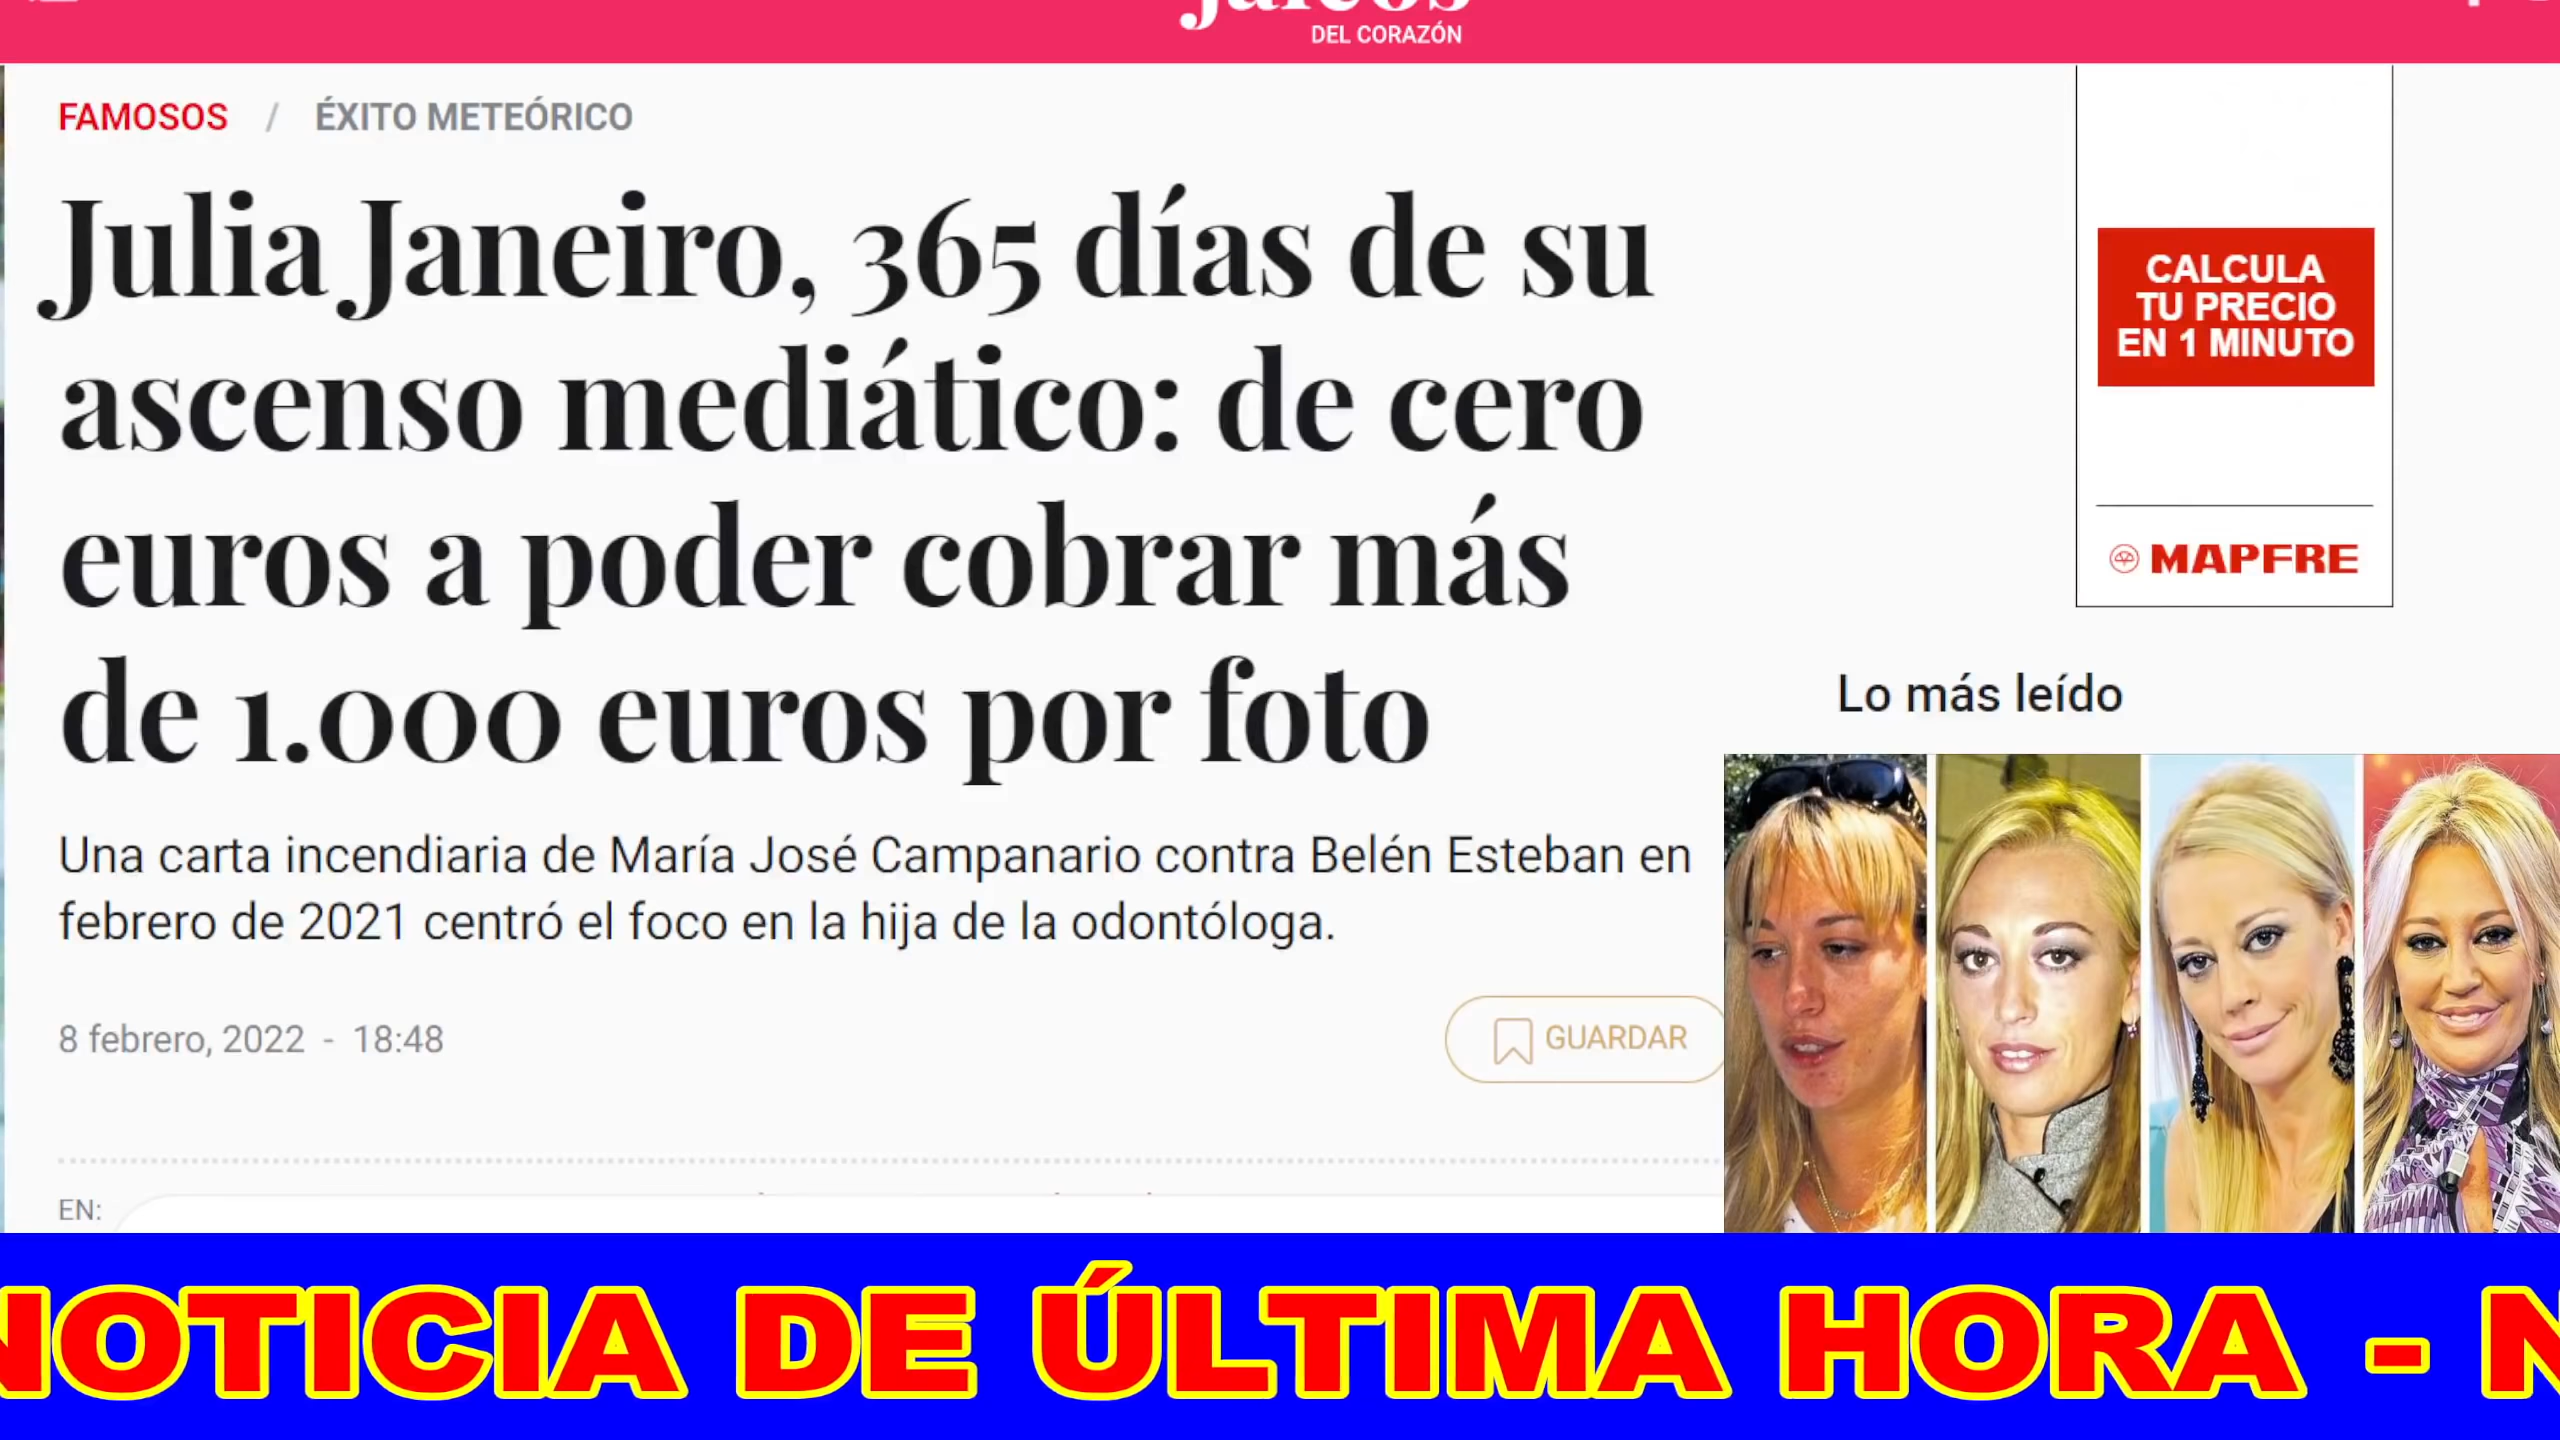 DEL CORAZÓN
FAMOSOS / ÉXITO METEÓRICO
Julia Janeiro, 365 días de su
ascenso mediático: de cero
euros a poder cobrar más
de 1.000 euros por foto
Una carta incendiaria de María José Campanario contra Belén Esteban en
febrero de 2021 centró el foco en la hija de la odontóloga.
8 febrero, 2022 - 18:48
GUARDAR
EN:
CALCULA
TU PRECIO
EN 1 MINUTO
MAPFRE
Lo más leído
NOTICIA DE ÚLTIMA HORA - N